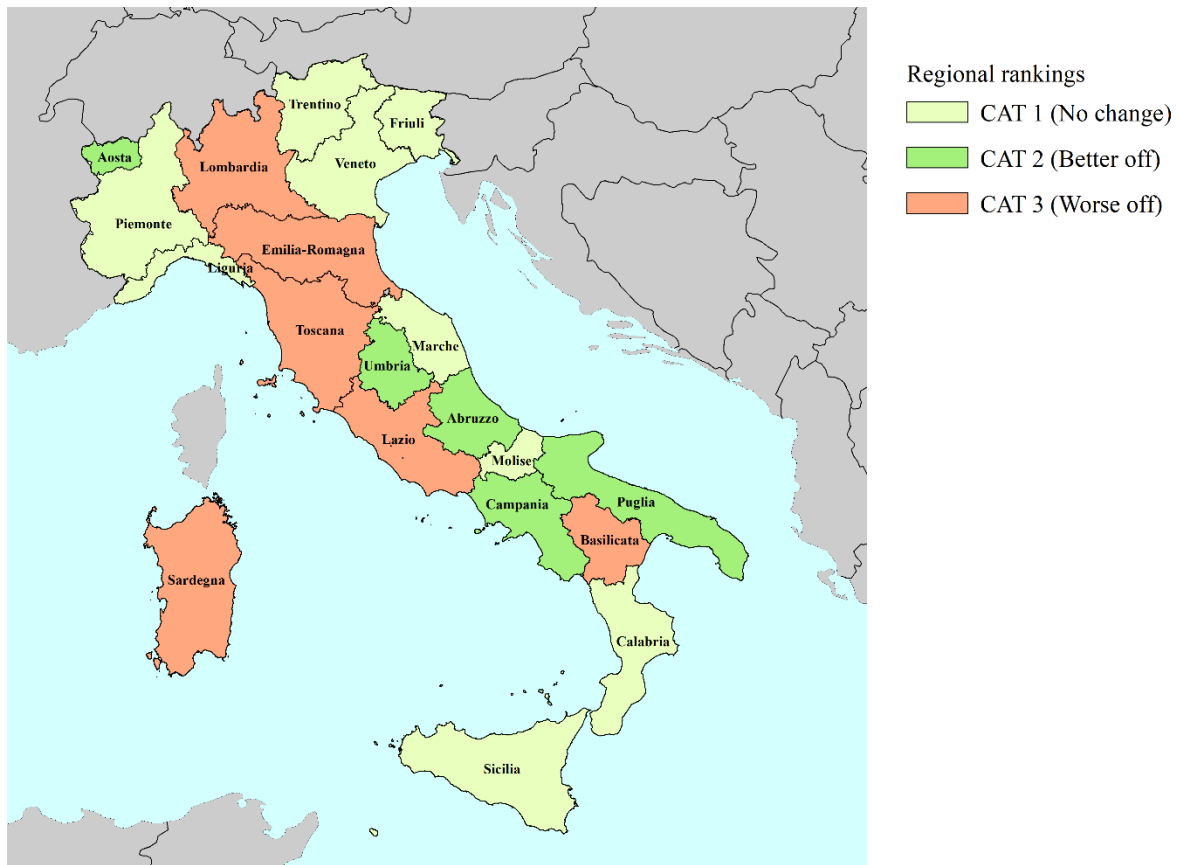 Regional rankings
CAT 1 (No change)
CAT 2 (Better off)
CAT 3 (Worse off)
Trentino
Friuli
Aosta
Lombardia
Veneto
Piemonte
Emilia-Romagna
Liguria
Toscana
Marche
Umbria
Abruzzo
Lazio
Molise
Campania
Puglia
Basilicata
Sardegna
Calabria
Sicilia